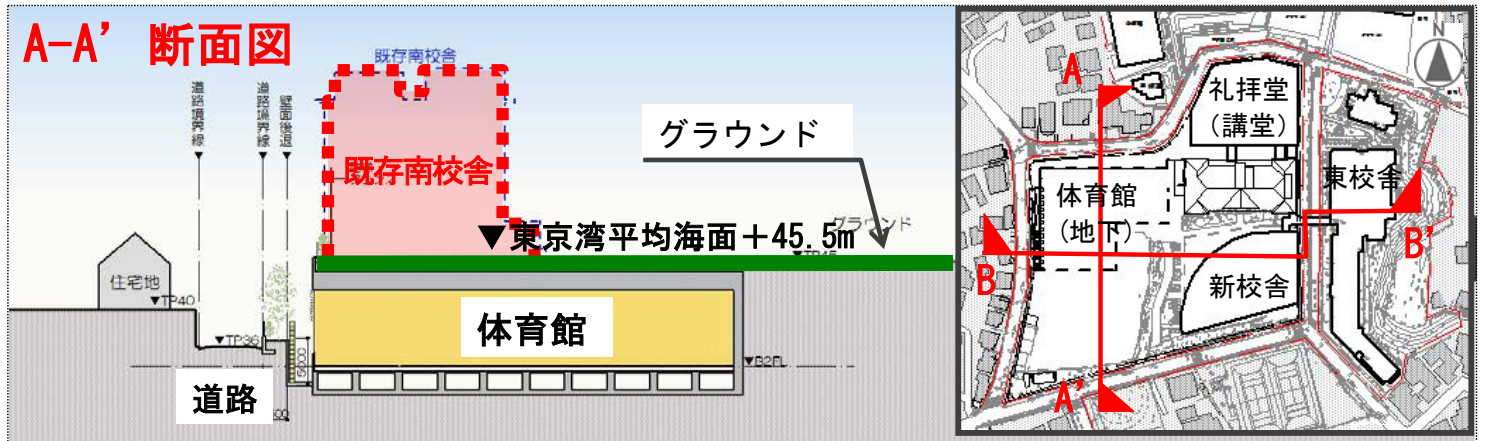 A-A’ 断面図
既存南校舎
道路境界線
道路境界線
壁面後退
既存南校舎
グラウンド
グラウンド
▼東京湾平均海面+45.5m
住宅地
▼TP40
▼TP36
体育館
5000
▼B2FL
道路
N
A
礼拝堂
(講堂)
東校舎
体育館
(地下)
B
B’
新校舎
A’